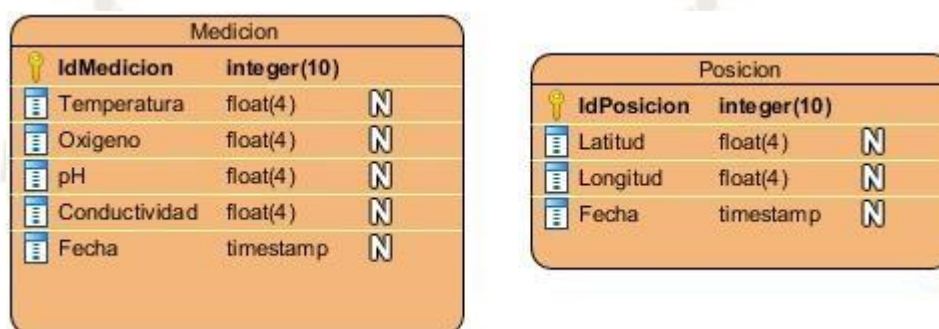 Medicion
IdMedicion integer(10)
Temperatura float(4) N
Oxigeno float(4) N
pH float(4) N
Conductividad float(4) N
Fecha timestamp N
Posicion
IdPosicion integer(10)
Latitud float(4) N
Longitud float(4) N
Fecha timestamp N